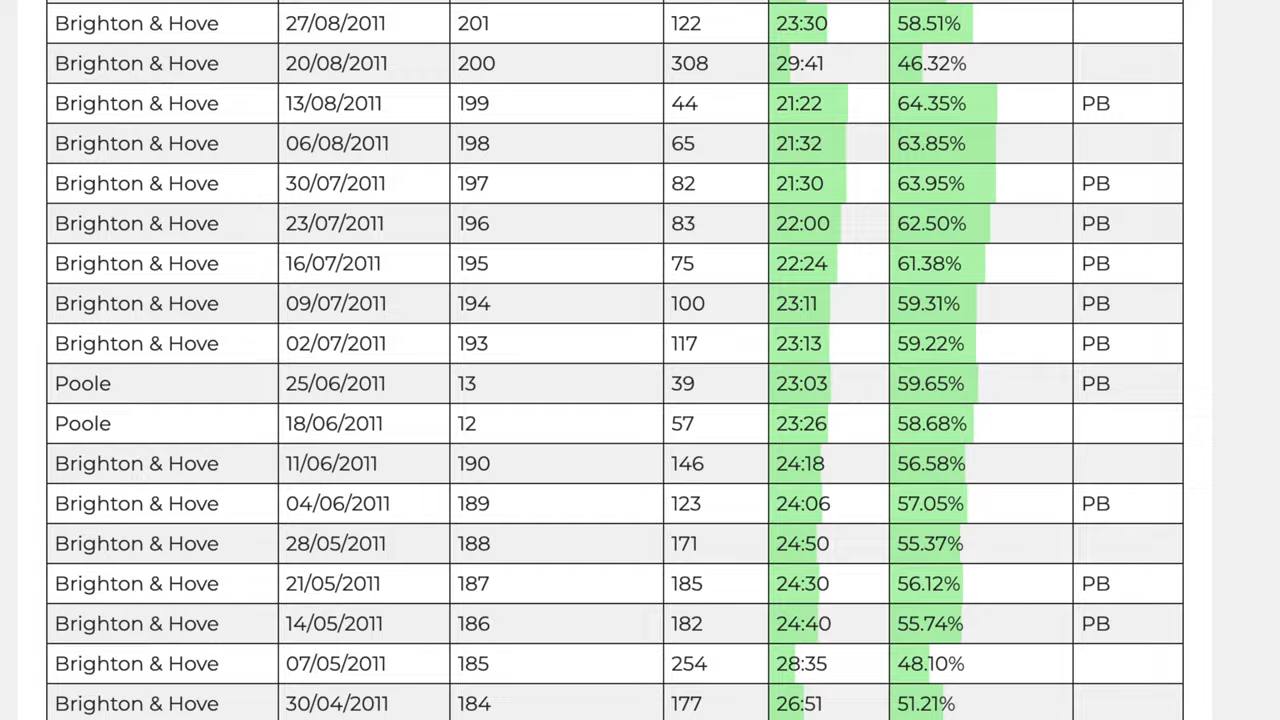 Brighton & Hove 27/08/2011 201 122 23:30 58.51%
Brighton & Hove 20/08/2011 200 308 29:41 46.32%
Brighton & Hove 13/08/2011 199 44 21:22 64.35% PB
Brighton & Hove 06/08/2011 198 65 21:32 63.85%
Brighton & Hove 30/07/2011 197 82 21:30 63.95% PB
Brighton & Hove 23/07/2011 196 83 22:00 62.50% PB
Brighton & Hove 16/07/2011 195 75 22:24 61.38% PB
Brighton & Hove 09/07/2011 194 100 23:11 59.31% PB
Brighton & Hove 02/07/2011 193 117 23:13 59.22% PB
Poole 25/06/2011 13 39 23:03 59.65% PB
Poole 18/06/2011 12 57 23:26 58.68%
Brighton & Hove 11/06/2011 190 146 24:18 56.58%
Brighton & Hove 04/06/2011 189 123 24:06 57.05% PB
Brighton & Hove 28/05/2011 188 171 24:50 55.37%
Brighton & Hove 21/05/2011 187 185 24:30 56.12% PB
Brighton & Hove 14/05/2011 186 182 24:40 55.74% PB
Brighton & Hove 07/05/2011 185 254 28:35 48.10%
Brighton & Hove 30/04/2011 184 177 26:51 51.21%